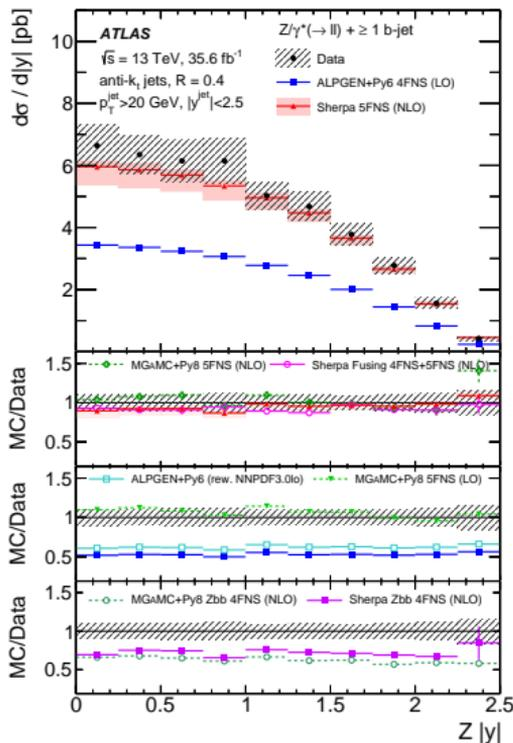 ATLAS
√s = 13 TeV, 35.6 fb⁻¹
anti-kₜ jets, R = 0.4
p_T^jet>20 GeV, |y^jet|<2.5
Z/γ*(→ ll) + ≥ 1 b-jet
Data
ALPGEN+Py6 4FNS (LO)
Sherpa 5FNS (NLO)
dσ / d|y| [pb]
10
8
6
4
2
MC/Data
1.5
1
0.5
MGAMC+Py8 5FNS (NLO)
Sherpa Fusing 4FNS+5FNS (NLO)
MC/Data
1.5
1
0.5
ALPGEN+Py6 (rew. NNPDF3.0lo)
MGAMC+Py8 5FNS (LO)
MC/Data
1.5
1
0.5
MGAMC+Py8 Zbb 4FNS (NLO)
Sherpa Zbb 4FNS (NLO)
0 0.5 1 1.5 2 2.5
Z |y|